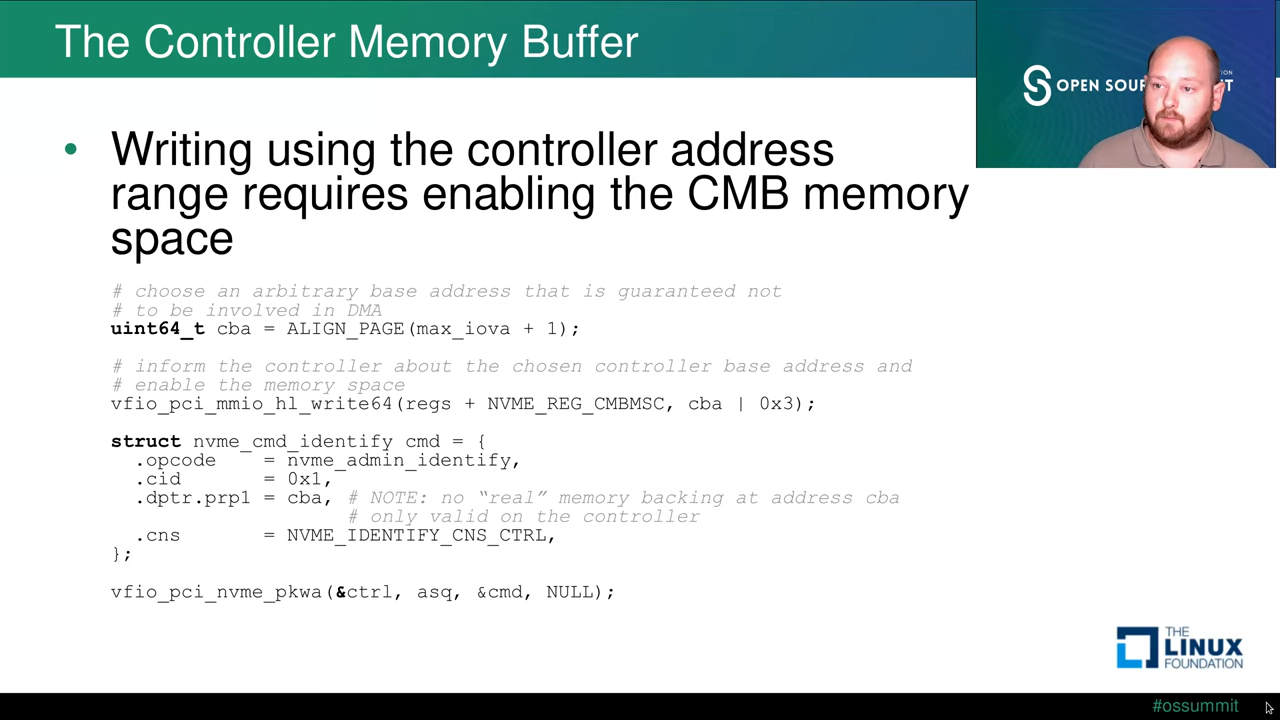 The Controller Memory Buffer
OPEN SOUR
ION
T
• Writing using the controller address
range requires enabling the CMB memory
space
# choose an arbitrary base address that is guaranteed not
# to be involved in DMA
uint64_t cba = ALIGN_PAGE(max_iova + 1);
# inform the controller about the chosen controller base address and
# enable the memory space
vfio_pci_mmio_hl_write64(regs + NVME_REG_CMBMSC, cba | 0x3);
struct nvme_cmd_identify cmd = {
.opcode = nvme_admin_identify,
.cid = 0x1,
.dptr.prp1 = cba, # NOTE: no “real” memory backing at address cba
# only valid on the controller
.cns = NVME_IDENTIFY_CNS_CTRL,
};
vfio_pci_nvme_pkwa(&ctrl, asq, &cmd, NULL);
THE
LINUX
FOUNDATION
#ossummit